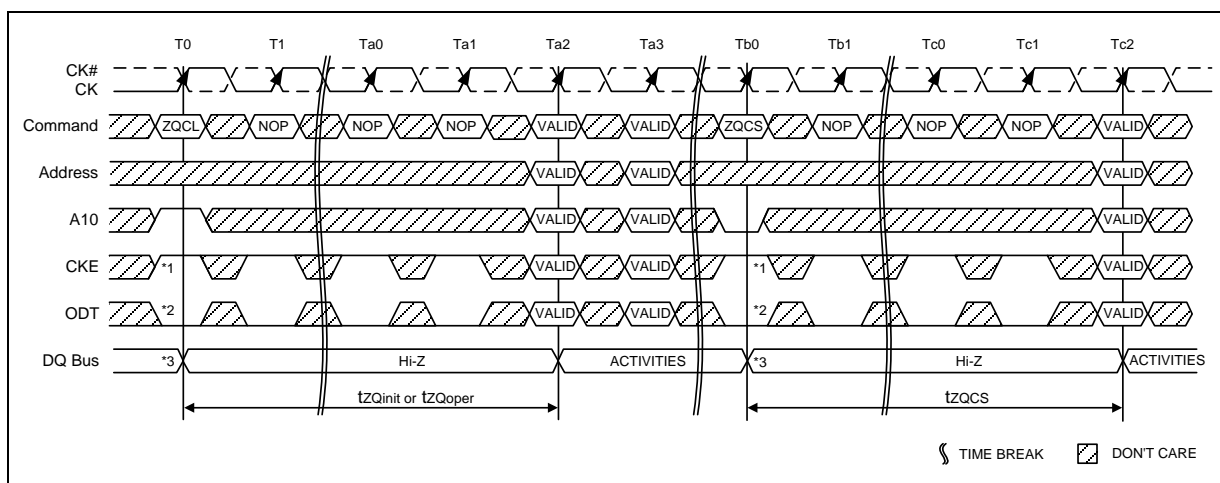 T0 T1 Ta0 Ta1 Ta2 Ta3 Tb0 Tb1 Tc0 Tc1 Tc2
CK#
CK
Command ZQCL NOP NOP NOP VALID VALID ZQCS NOP NOP NOP VALID
Address VALID VALID VALID
A10 VALID VALID VALID
CKE *1 VALID VALID *1 VALID
ODT *2 VALID VALID *2 VALID
DQ Bus *3 Hi-Z ACTIVITIES *3 Hi-Z ACTIVITIES
tZQinit or tZQoper tZQCS
TIME BREAK DON'T CARE